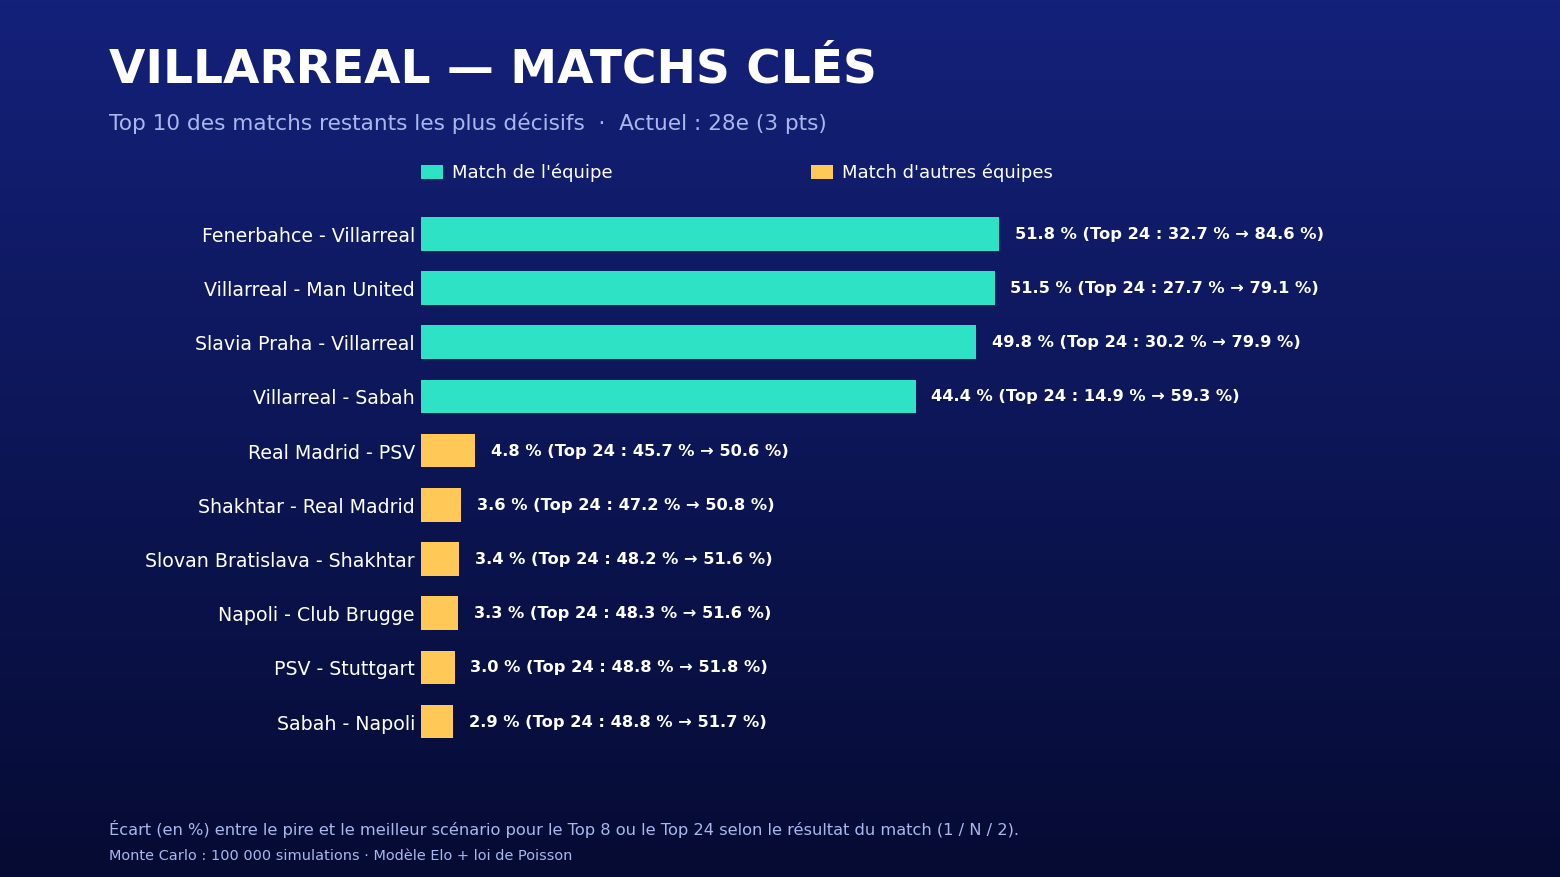 VILLARREAL — MATCHS CLÉS
Top 10 des matchs restants les plus décisifs · Actuel : 28e (3 pts)
Match de l'équipe
Match d'autres équipes
Fenerbahce - Villarreal 51.8 % (Top 24 : 32.7 % → 84.6 %)
Villarreal - Man United 51.5 % (Top 24 : 27.7 % → 79.1 %)
Slavia Praha - Villarreal 49.8 % (Top 24 : 30.2 % → 79.9 %)
Villarreal - Sabah 44.4 % (Top 24 : 14.9 % → 59.3 %)
Real Madrid - PSV 4.8 % (Top 24 : 45.7 % → 50.6 %)
Shakhtar - Real Madrid 3.6 % (Top 24 : 47.2 % → 50.8 %)
Slovan Bratislava - Shakhtar 3.4 % (Top 24 : 48.2 % → 51.6 %)
Napoli - Club Brugge 3.3 % (Top 24 : 48.3 % → 51.6 %)
PSV - Stuttgart 3.0 % (Top 24 : 48.8 % → 51.8 %)
Sabah - Napoli 2.9 % (Top 24 : 48.8 % → 51.7 %)
Écart (en %) entre le pire et le meilleur scénario pour le Top 8 ou le Top 24 selon le résultat du match (1 / N / 2).
Monte Carlo : 100 000 simulations · Modèle Elo + loi de Poisson